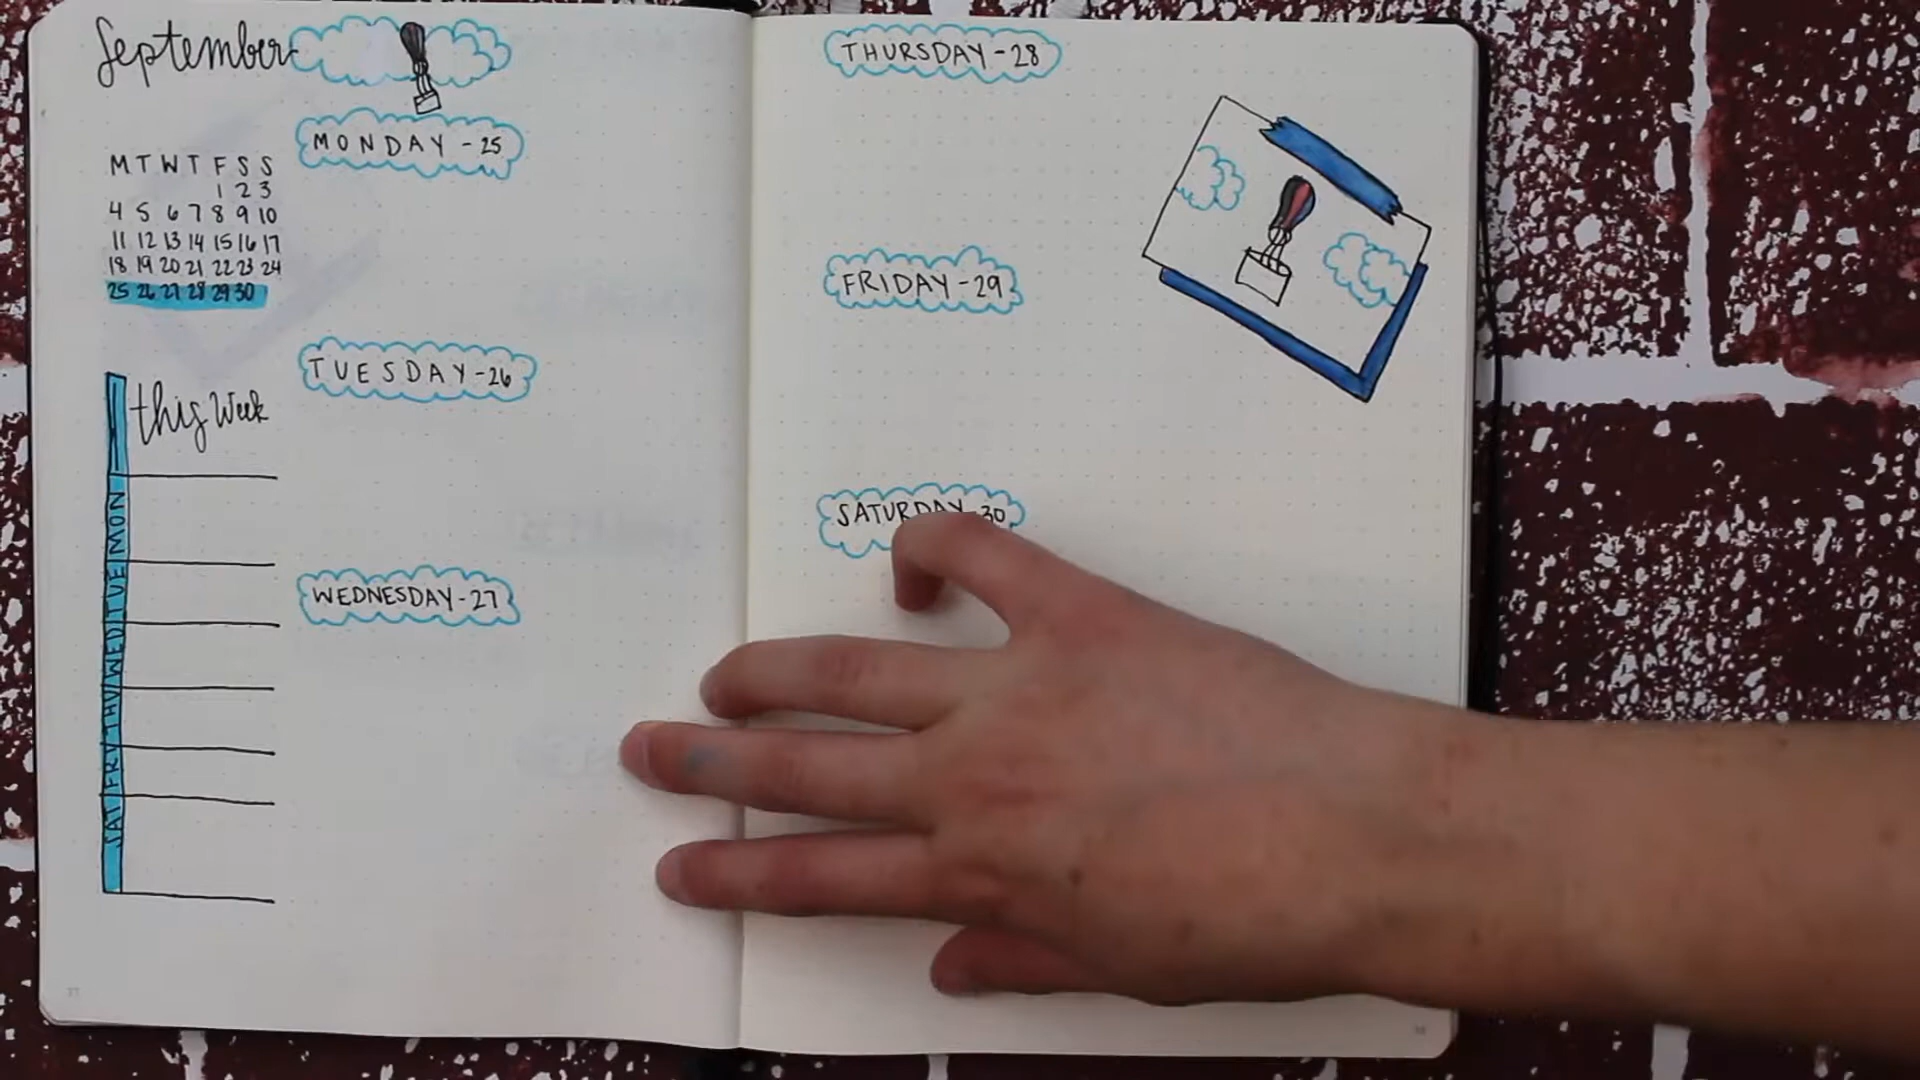 September
MONDAY - 25
M T W T F S S
1 2 3
4 5 6 7 8 9 10
11 12 13 14 15 16 17
18 19 20 21 22 23 24
25 26 27 28 29 30
TUESDAY - 26
this Week
MON
TUE
WED
THU
FRI
SAT
WEDNESDAY - 27
THURSDAY - 28
FRIDAY - 29
SATURDAY - 30